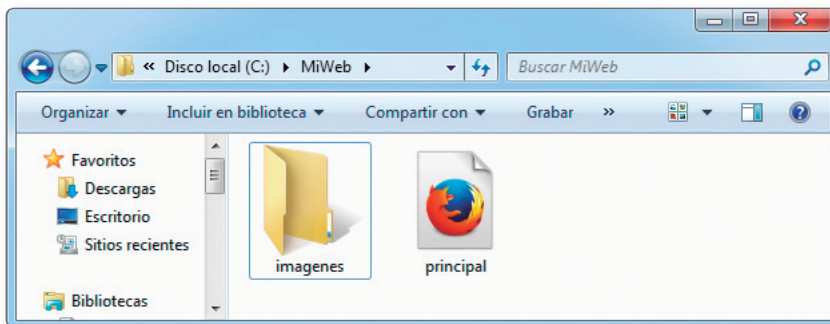 « Disco local (C:) ▸ MiWeb ▸
Buscar MiWeb
Organizar ▾ Incluir en biblioteca ▾ Compartir con ▾ Grabar »
Favoritos
Descargas
Escritorio
Sitios recientes
Bibliotecas
imagenes
principal